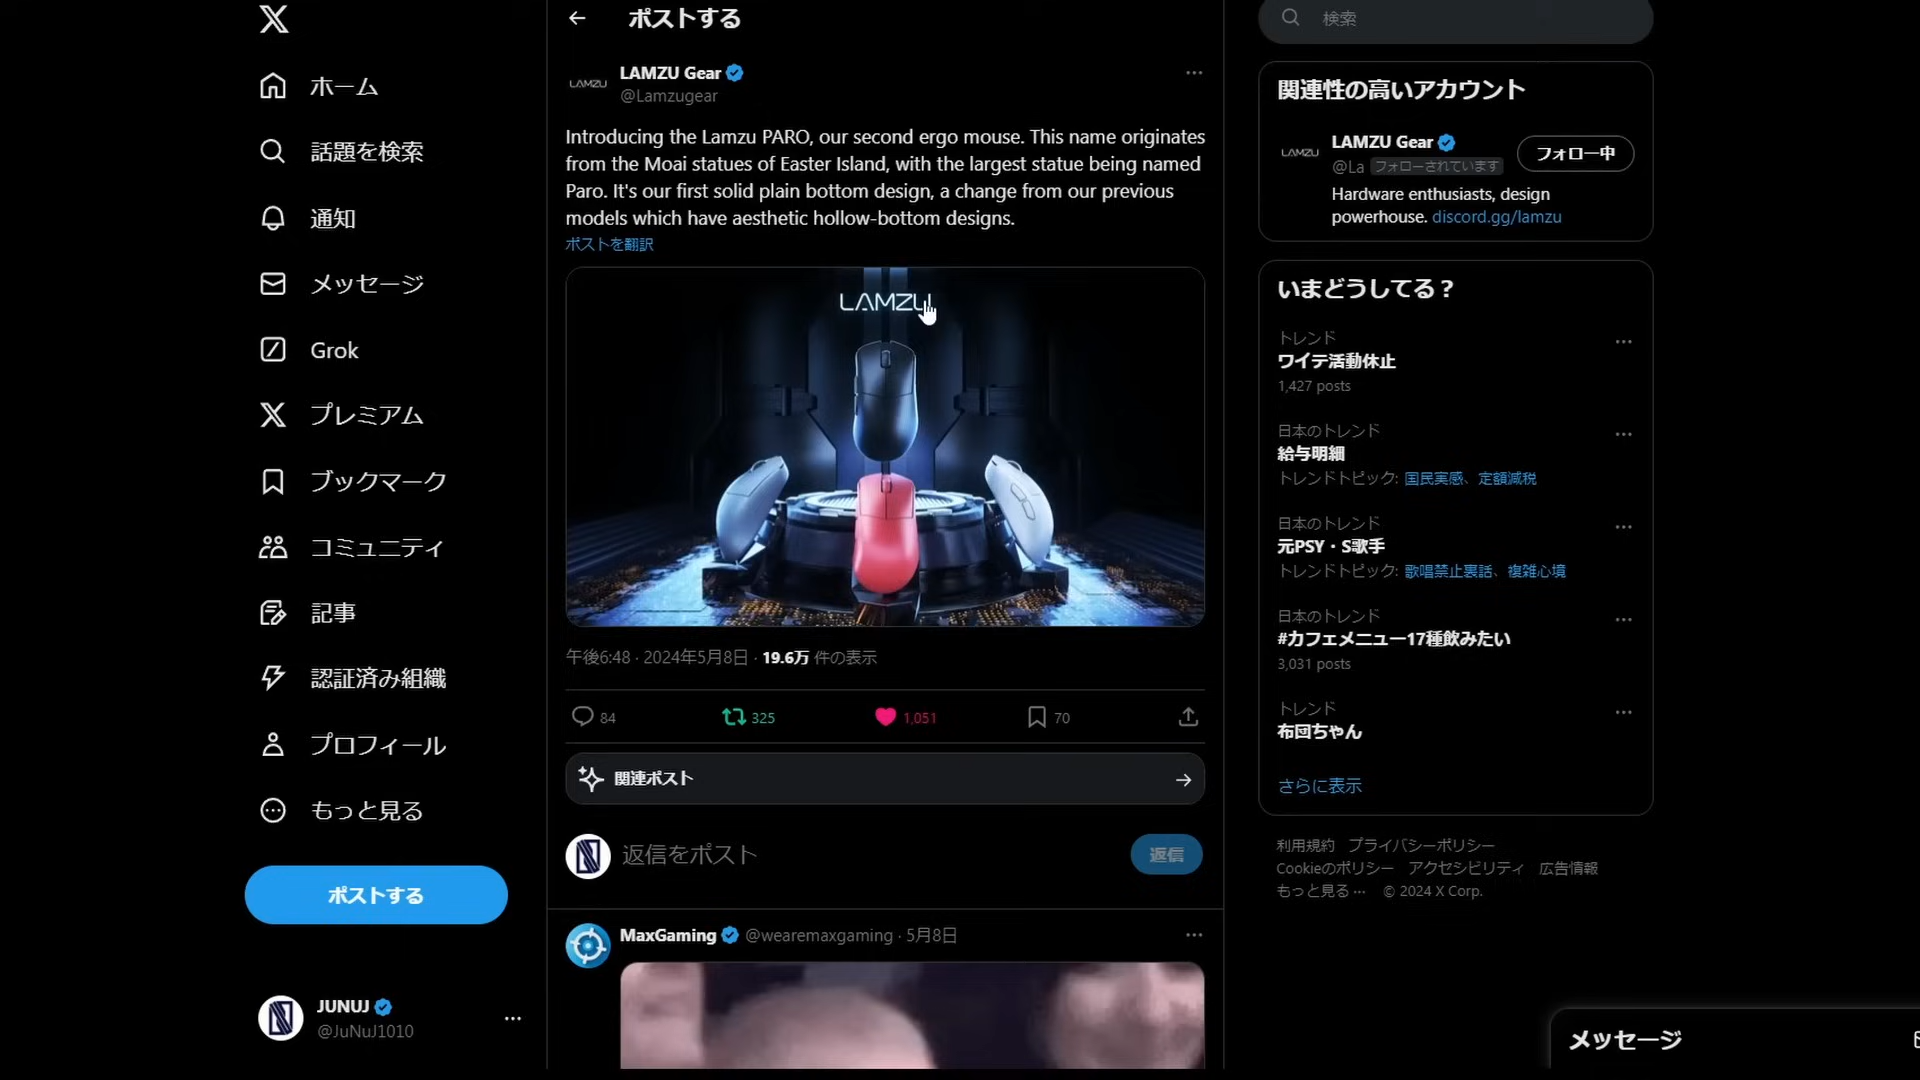 ホーム
話題を検索
通知
メッセージ
Grok
プレミアム
ブックマーク
コミュニティ
記事
認証済み組織
プロフィール
もっと見る
ポストする
JUNUJ
@JuNuJ1010
ポストする
LAMZU
LAMZU Gear
@Lamzugear
Introducing the Lamzu PARO, our second ergo mouse. This name originates
from the Moai statues of Easter Island, with the largest statue being named
Paro. It's our first solid plain bottom design, a change from our previous
models which have aesthetic hollow-bottom designs.
ポストを翻訳
LAMZU
午後6:48 · 2024年5月8日 · 19.6万 件の表示
84 325 1,051 70
関連ポスト
返信をポスト
返信
MaxGaming @wearemaxgaming · 5月8日
検索
関連性の高いアカウント
LAMZU
LAMZU Gear
@La フォローされています
フォロー中
Hardware enthusiasts, design
powerhouse. discord.gg/lamzu
いまどうしてる？
トレンド
ワイテ活動休止
1,427 posts
日本のトレンド
給与明細
トレンドトピック: 国民実感、定額減税
日本のトレンド
元PSY・S歌手
トレンドトピック: 歌唱禁止裏話、複雑心境
日本のトレンド
#カフェメニュー17種飲みたい
3,031 posts
トレンド
布団ちゃん
さらに表示
利用規約 プライバシーポリシー
Cookieのポリシー アクセシビリティ 広告情報
もっと見る ··· © 2024 X Corp.
メッセージ